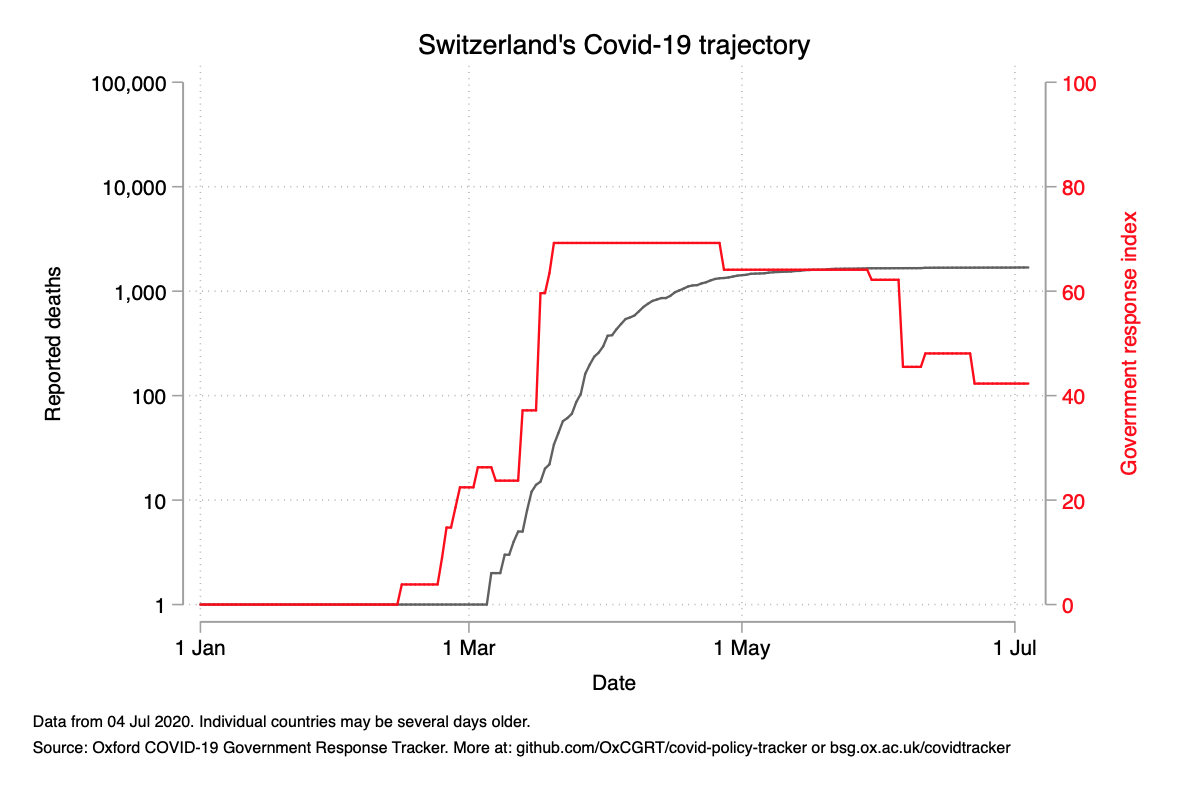 Switzerland's Covid-19 trajectory
100,000
10,000
1,000
100
10
1
Reported deaths
100
80
60
40
20
0
Government response index
1 Jan
1 Mar
1 May
1 Jul
Date
Data from 04 Jul 2020. Individual countries may be several days older.
Source: Oxford COVID-19 Government Response Tracker. More at: github.com/OxCGRT/covid-policy-tracker or bsg.ox.ac.uk/covidtracker